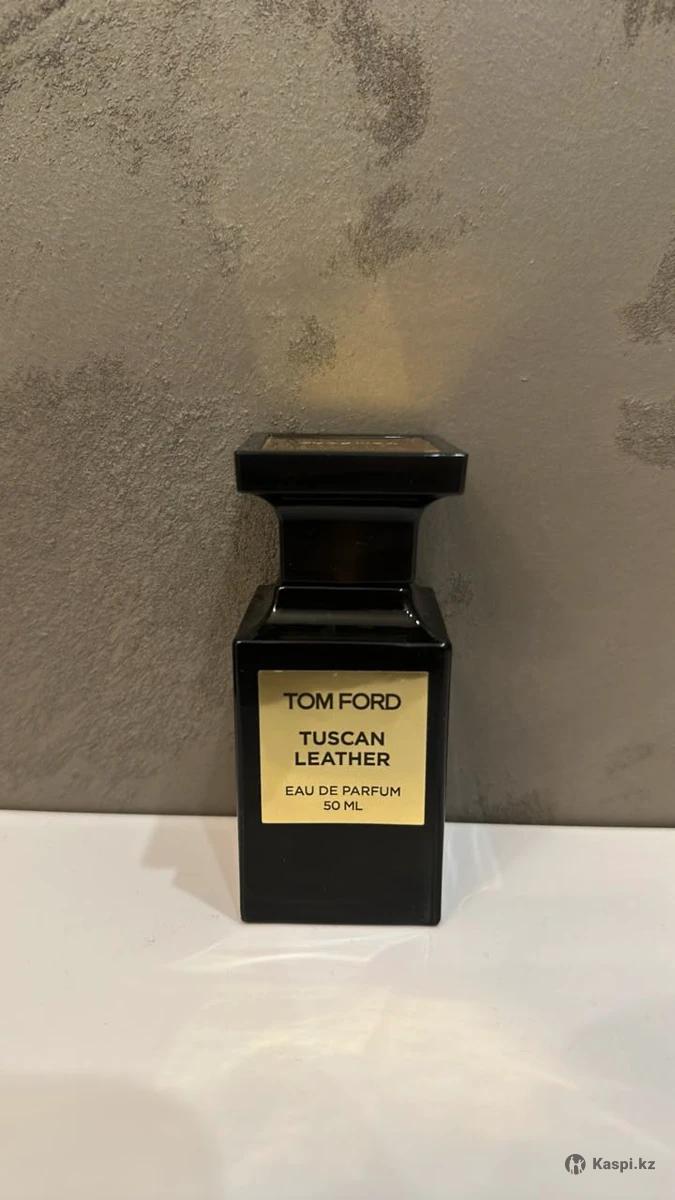 TOM FORD
TUSCAN
LEATHER
EAU DE PARFUM
50 ML
Kaspi.kz